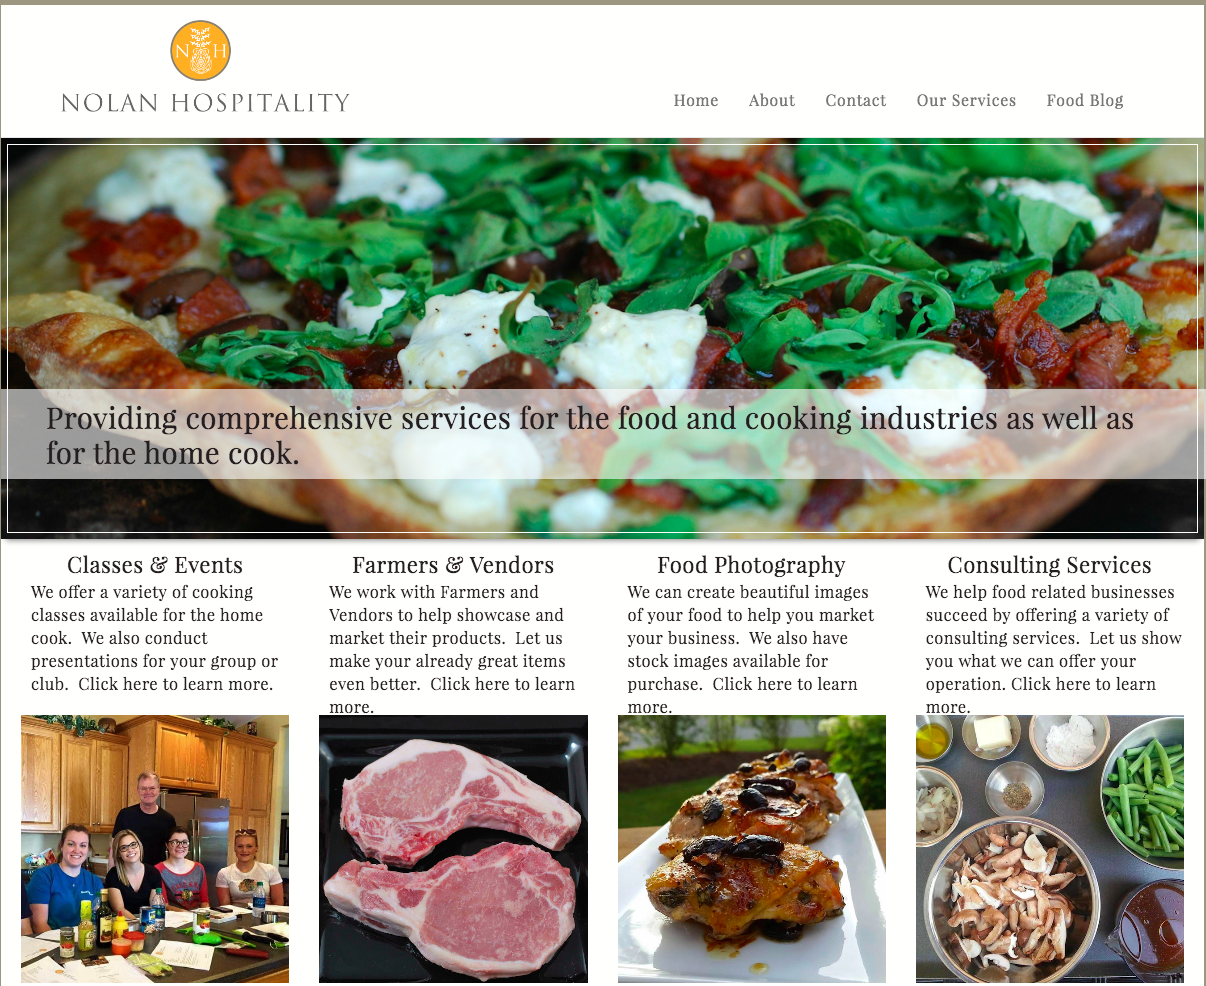 N H
NOLAN HOSPITALITY
Home About Contact Our Services Food Blog
Providing comprehensive services for the food and cooking industries as well as
for the home cook.
Classes & Events
We offer a variety of cooking
classes available for the home
cook. We also conduct
presentations for your group or
club. Click here to learn more.
Farmers & Vendors
We work with Farmers and
Vendors to help showcase and
market their products. Let us
make your already great items
even better. Click here to learn
more.
Food Photography
We can create beautiful images
of your food to help you market
your business. We also have
stock images available for
purchase. Click here to learn
more.
Consulting Services
We help food related businesses
succeed by offering a variety of
consulting services. Let us show
you what we can offer your
operation. Click here to learn
more.